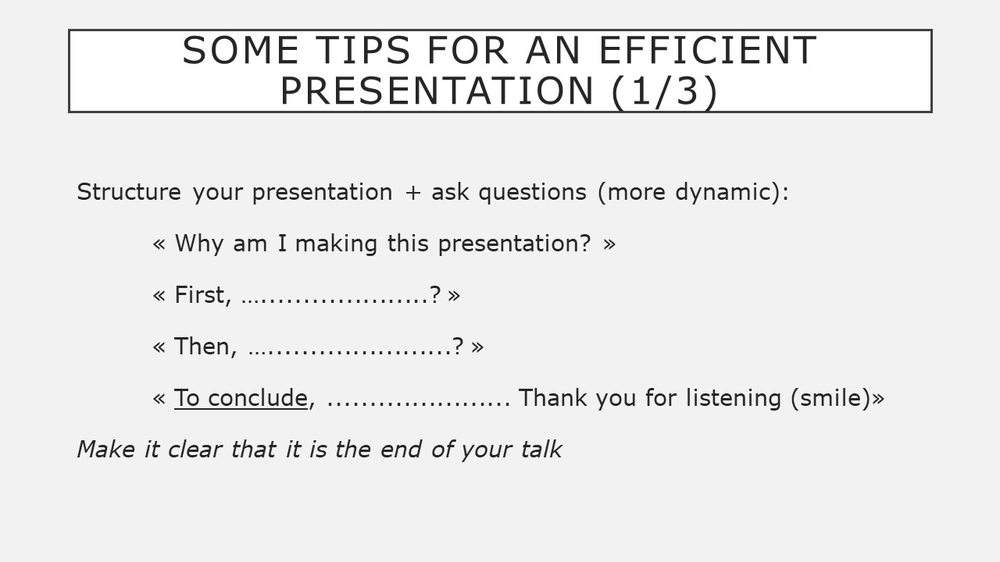 SOME TIPS FOR AN EFFICIENT
PRESENTATION (1/3)
Structure your presentation + ask questions (more dynamic):
« Why am I making this presentation? »
« First, …....................? »
« Then, …......................? »
« To conclude, ...................... Thank you for listening (smile)»
Make it clear that it is the end of your talk